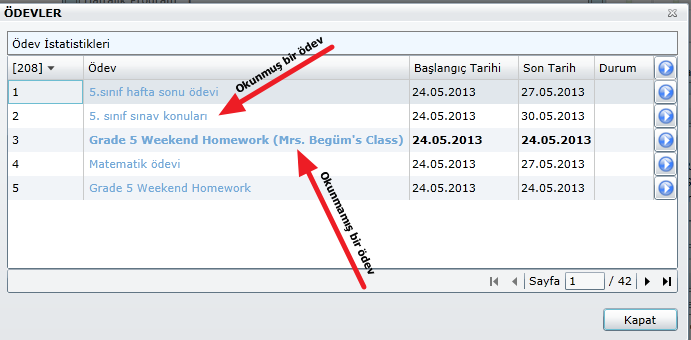 ÖDEVLER
Ödev İstatistikleri
[208] Ödev Başlangıç Tarihi Son Tarih Durum
1 5.sınıf hafta sonu ödevi 24.05.2013 27.05.2013
2 5. sınıf sınav konuları 24.05.2013 30.05.2013
3 Grade 5 Weekend Homework (Mrs. Begüm's Class) 24.05.2013 24.05.2013
4 Matematik ödevi 24.05.2013 27.05.2013
5 Grade 5 Weekend Homework 24.05.2013 24.05.2013
Okunmuş bir ödev
Okunmamış bir ödev
Sayfa 1 / 42
Kapat